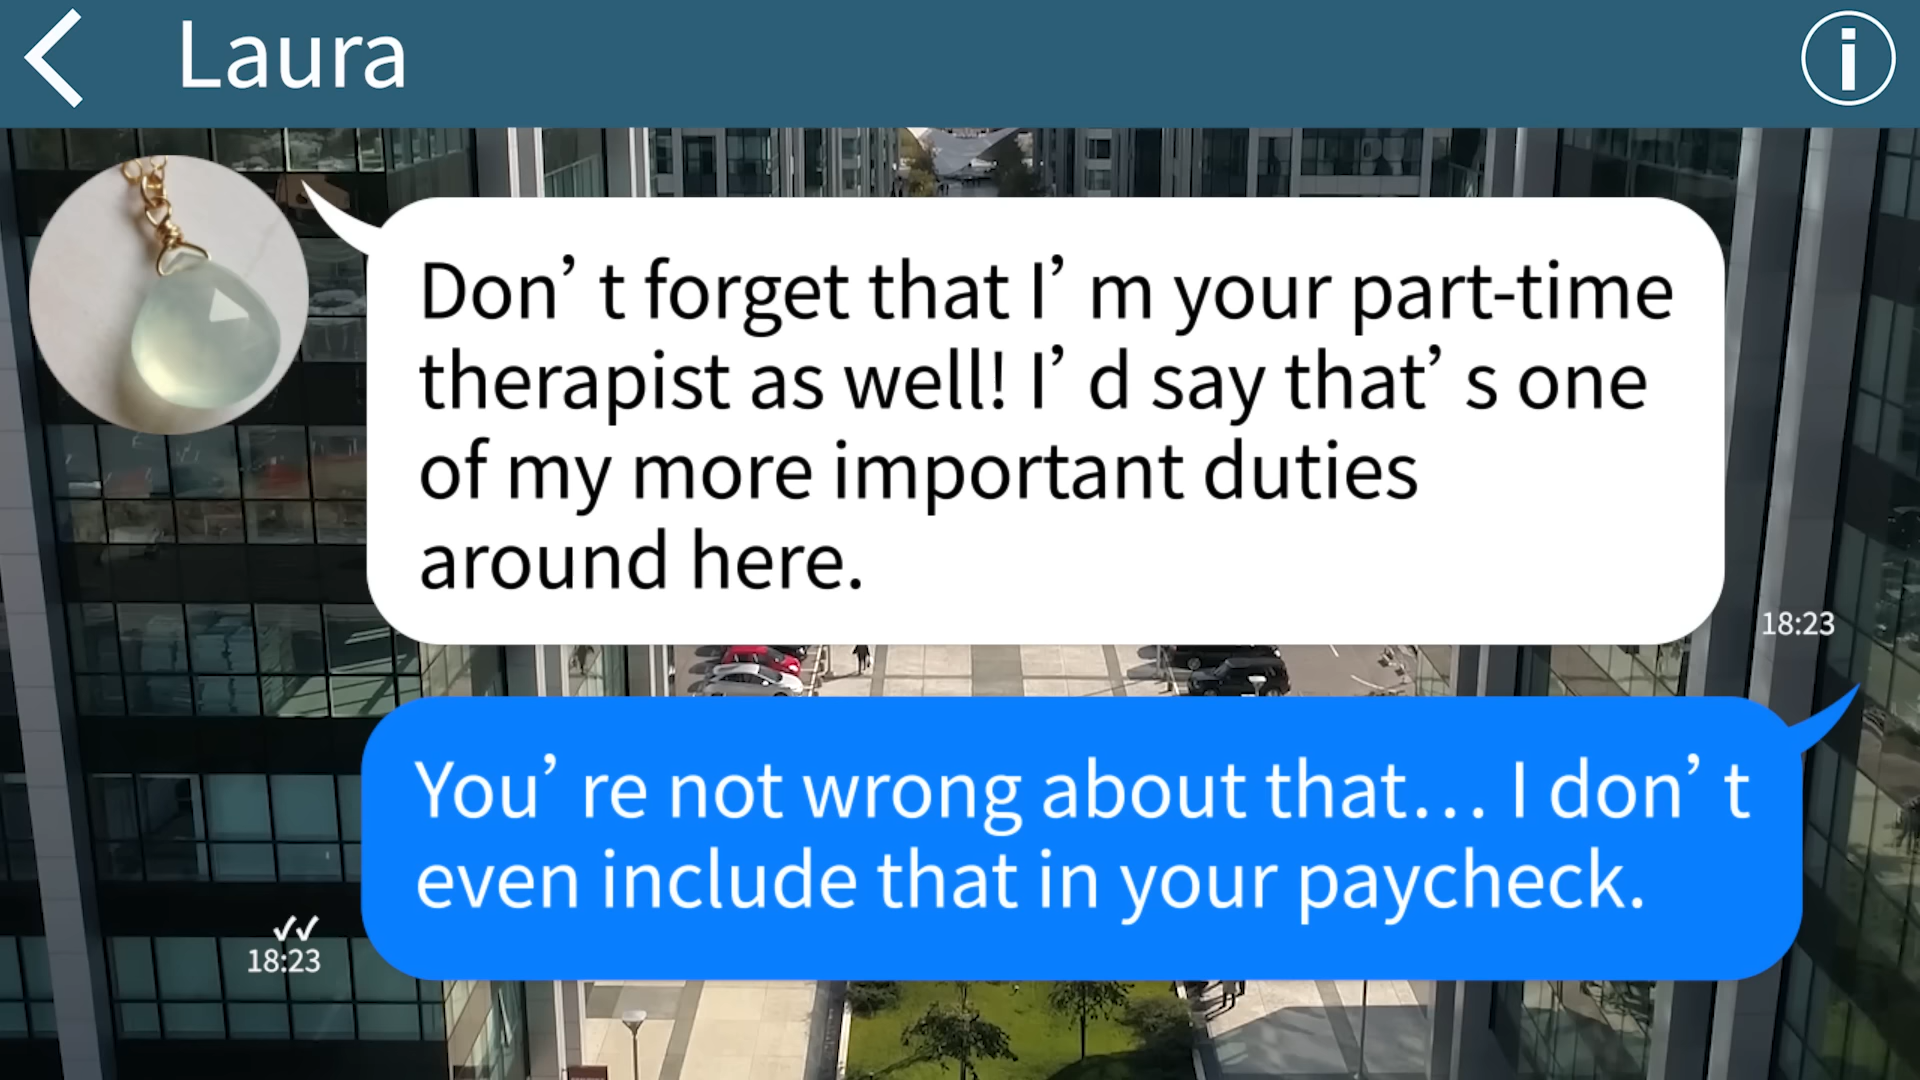 Laura
Don’t forget that I’m your part-time
therapist as well! I’d say that’s one
of my more important duties
around here.
18:23
You’re not wrong about that... I don’t
even include that in your paycheck.
18:23